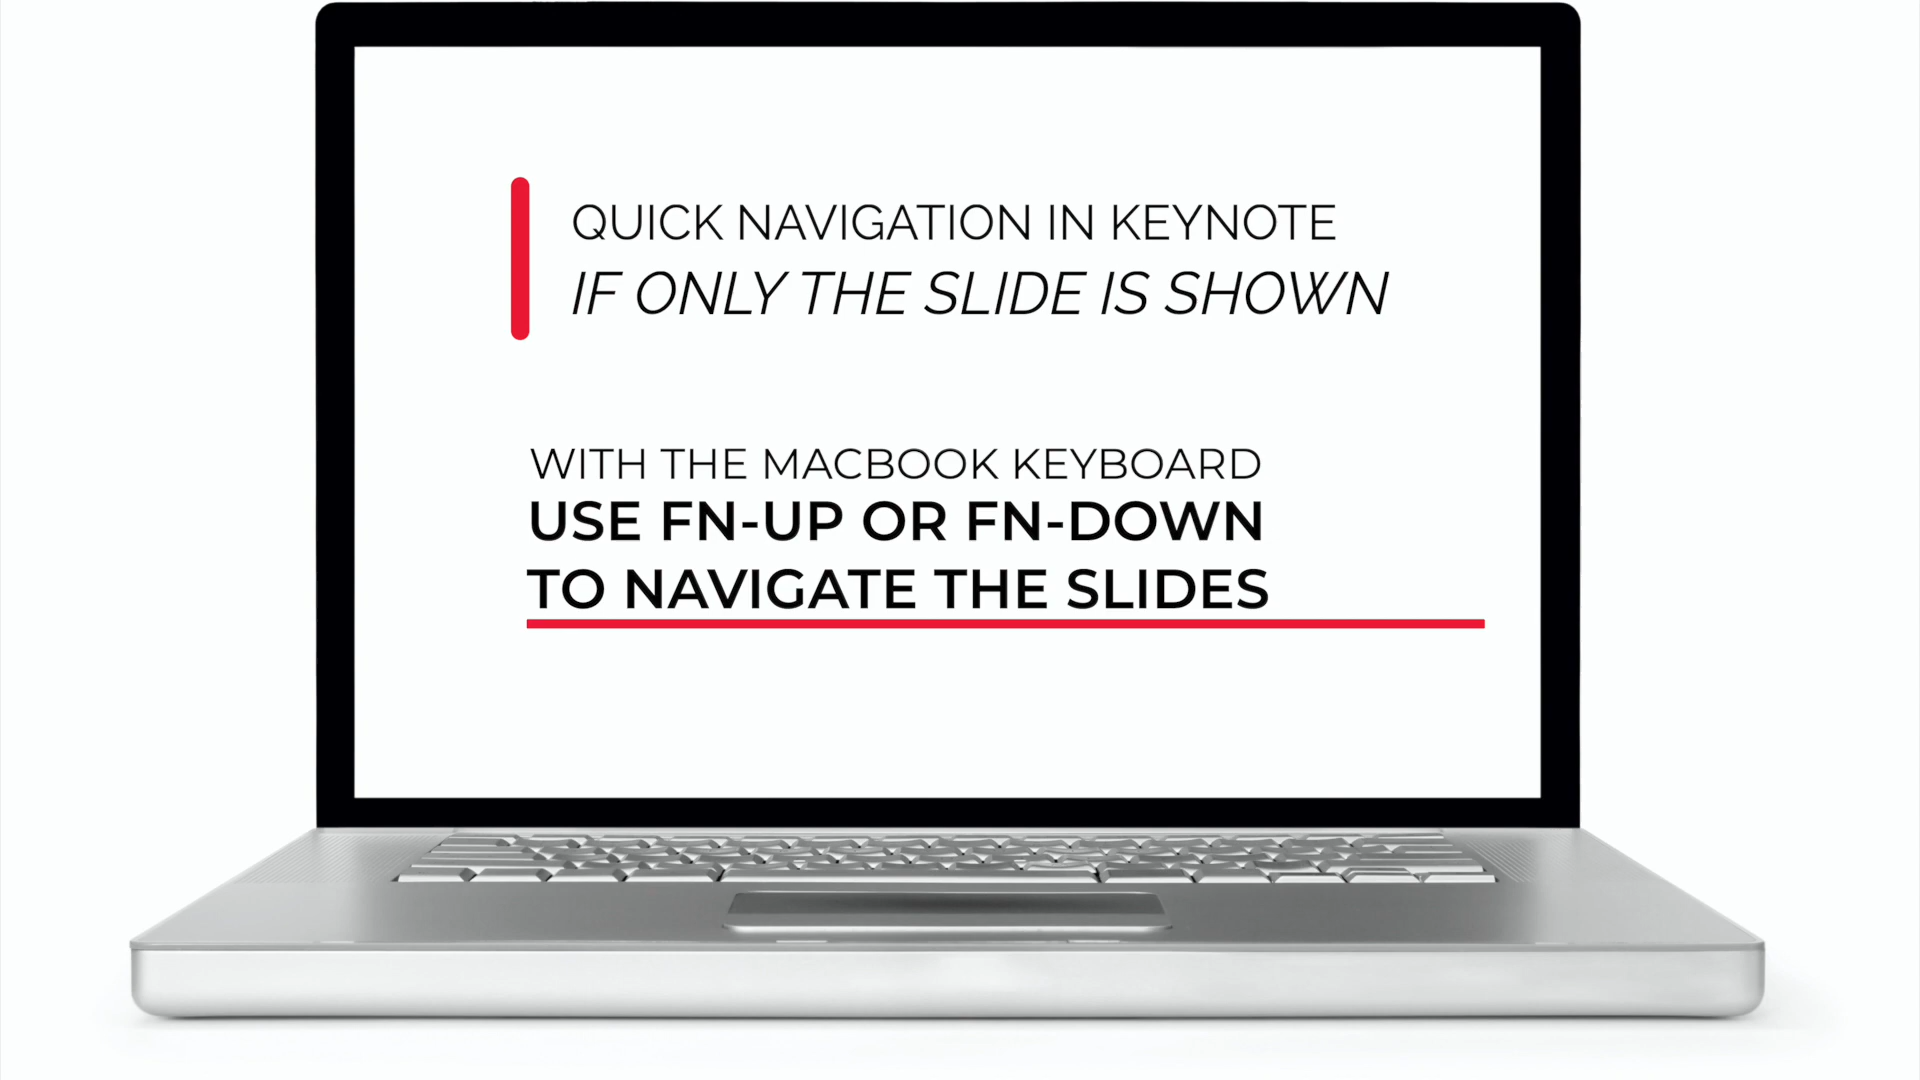 QUICK NAVIGATION IN KEYNOTE
IF ONLY THE SLIDE IS SHOWN
WITH THE MACBOOK KEYBOARD
USE FN-UP OR FN-DOWN
TO NAVIGATE THE SLIDES